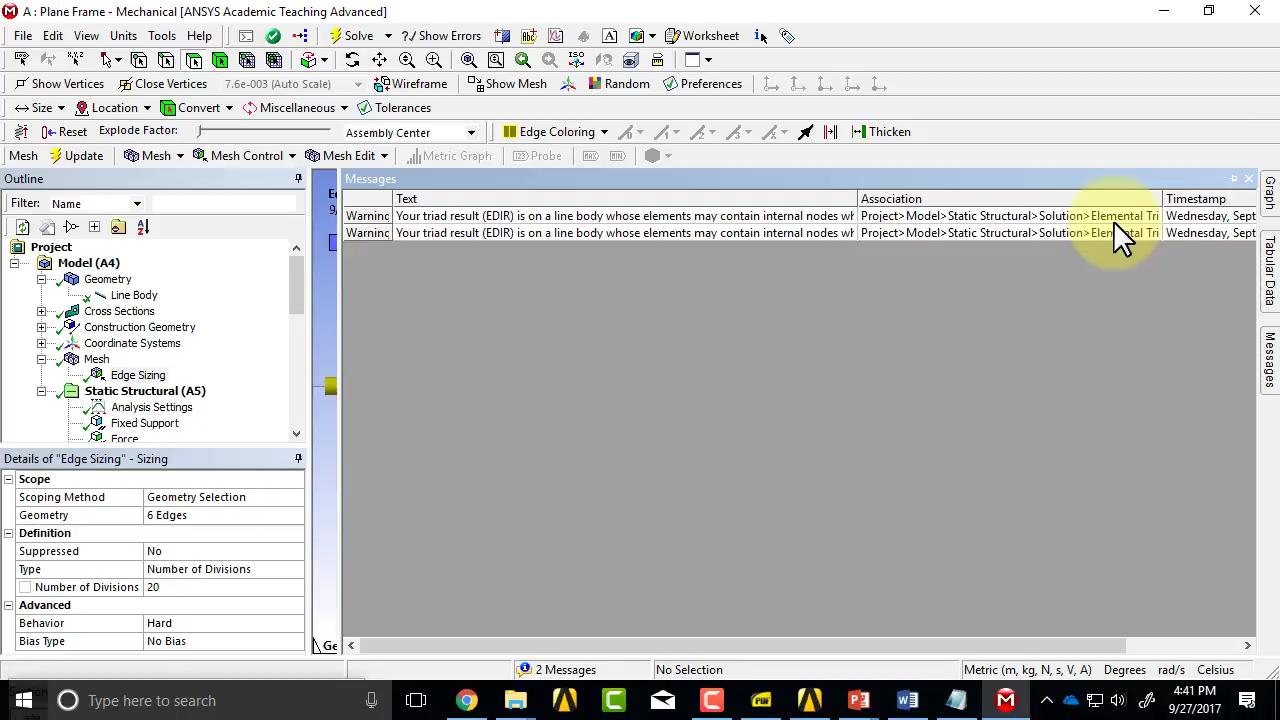 A : Plane Frame - Mechanical [ANSYS Academic Teaching Advanced]
File Edit View Units Tools Help Solve Show Errors Worksheet
Show Vertices Close Vertices 7.6e-003 (Auto Scale) Wireframe Show Mesh Random Preferences
Size Location Convert Miscellaneous Tolerances
Reset Explode Factor: Assembly Center Edge Coloring Thicken
Mesh Update Mesh Mesh Control Mesh Edit Metric Graph Probe
Outline
Filter: Name
Project
Model (A4)
Geometry
Line Body
Cross Sections
Construction Geometry
Coordinate Systems
Mesh
Edge Sizing
Static Structural (A5)
Analysis Settings
Fixed Support
Force
Details of "Edge Sizing" - Sizing
Scope
Scoping Method Geometry Selection
Geometry 6 Edges
Definition
Suppressed No
Type Number of Divisions
Number of Divisions 20
Advanced
Behavior Hard
Bias Type No Bias
Messages
Text Association Timestamp
Warning Your triad result (EDIR) is on a line body whose elements may contain internal nodes wh Project>Model>Static Structural>Solution>Elemental Tri Wednesday, Sept
Warning Your triad result (EDIR) is on a line body whose elements may contain internal nodes wh Project>Model>Static Structural>Solution>Elemental Tri Wednesday, Sept
Graph
Tabular Data
Messages
2 Messages No Selection Metric (m, kg, N, s, V, A) Degrees rad/s Celsius
Type here to search
4:41 PM
9/27/2017